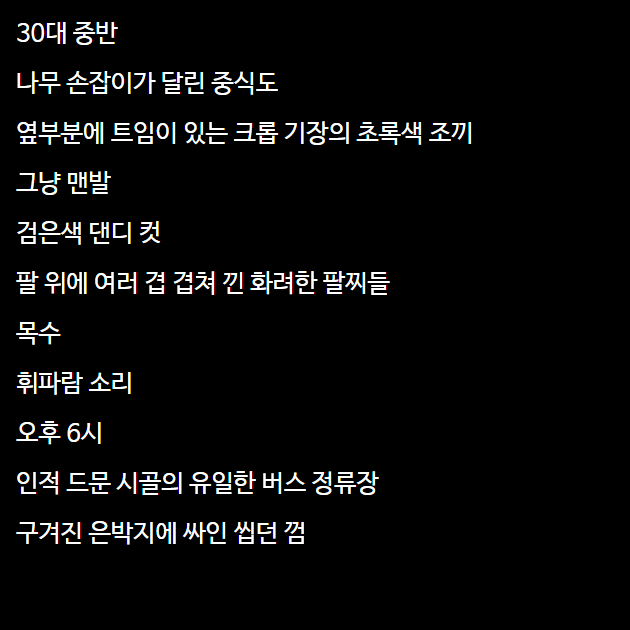 30대 중반
나무 손잡이가 달린 중식도
옆부분에 트임이 있는 크롭 기장의 초록색 조끼
그냥 맨발
검은색 댄디 컷
팔 위에 여러 겹 겹쳐 낀 화려한 팔찌들
목수
휘파람 소리
오후 6시
인적 드문 시골의 유일한 버스 정류장
구겨진 은박지에 싸인 씹던 껌